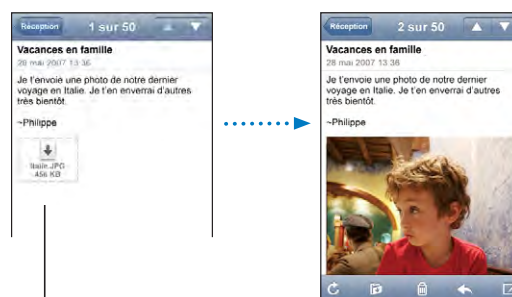 Réception 1 sur 50
Vacances en famille
28 mai 2007 13:36
Je t'envoie une photo de notre dernier
voyage en Italie. Je t'en enverrai d'autres
très bientôt.
~Philippe
Italie.JPG
456 KB
Réception 2 sur 50
Vacances en famille
28 mai 2007 13:38
Je t'envoie une photo de notre dernier
voyage en Italie. Je t'en enverrai d'autres
très bientôt.
~Philippe